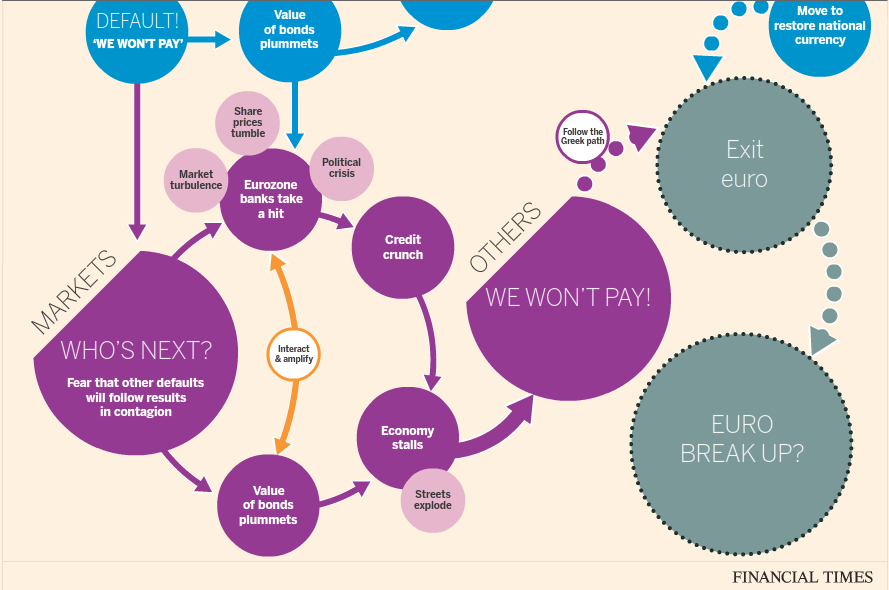 DEFAULT!
‘WE WON’T PAY’
Value
of bonds
plummets
Move to
restore national
currency
Share
prices
tumble
Market
turbulence
Political
crisis
Eurozone
banks take
a hit
Follow the
Greek path
Exit
euro
Credit
crunch
MARKETS
WHO’S NEXT?
Fear that other defaults
will follow results
in contagion
OTHERS
WE WON’T PAY!
Interact
& amplify
Economy
stalls
Streets
explode
Value
of bonds
plummets
EURO
BREAK UP?
FINANCIAL TIMES